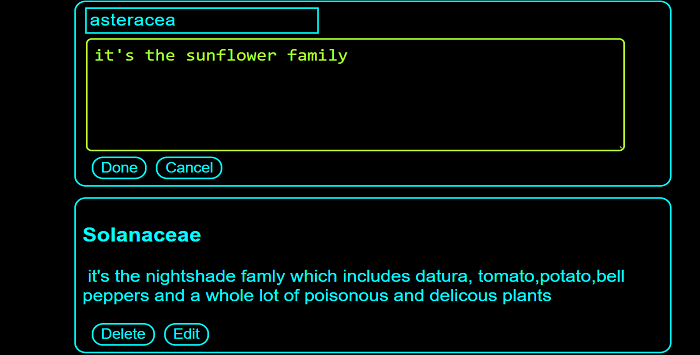 asteracea
it's the sunflower family
Done Cancel
Solanaceae
it's the nightshade famly which includes datura, tomato,potato,bell
peppers and a whole lot of poisonous and delicous plants
Delete Edit